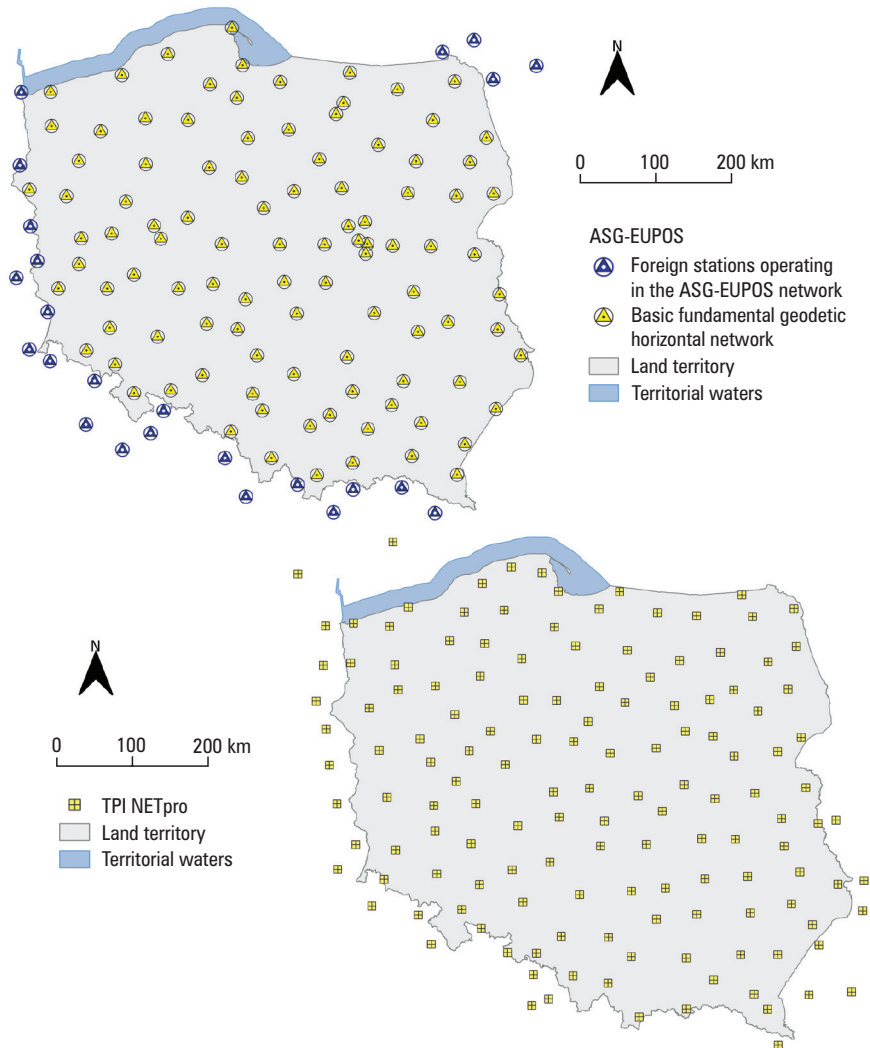 N
0 100 200 km
ASG-EUPOS
Foreign stations operating
in the ASG-EUPOS network
Basic fundamental geodetic
horizontal network
Land territory
Territorial waters
N
0 100 200 km
TPI NETpro
Land territory
Territorial waters